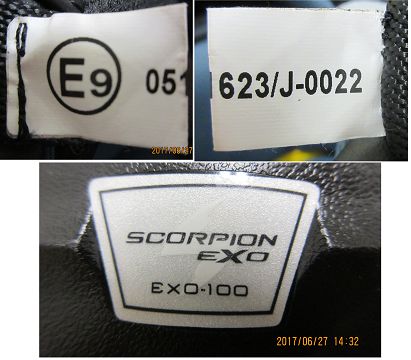 E9 051
623/J-0022
SCORPION
EXO
EXO-100
2017/06/27 14:32